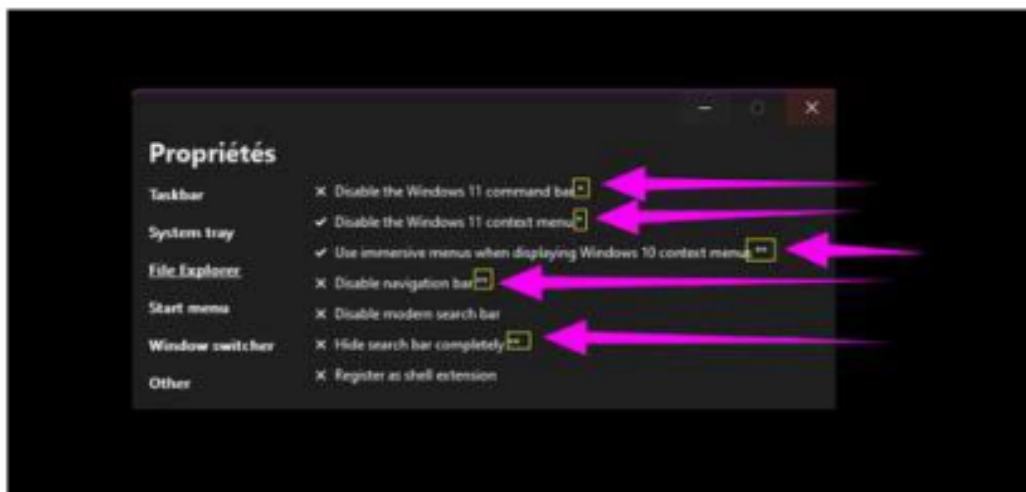 Propriétés
Taskbar
System tray
File Explorer
Start menu
Window switcher
Other
✕ Disable the Windows 11 command bar *
✓ Disable the Windows 11 context menu *
✓ Use immersive menus when displaying Windows 10 context menus **
✕ Disable navigation bar **
✕ Disable modern search bar
✕ Hide search bar completely **
✕ Register as shell extension